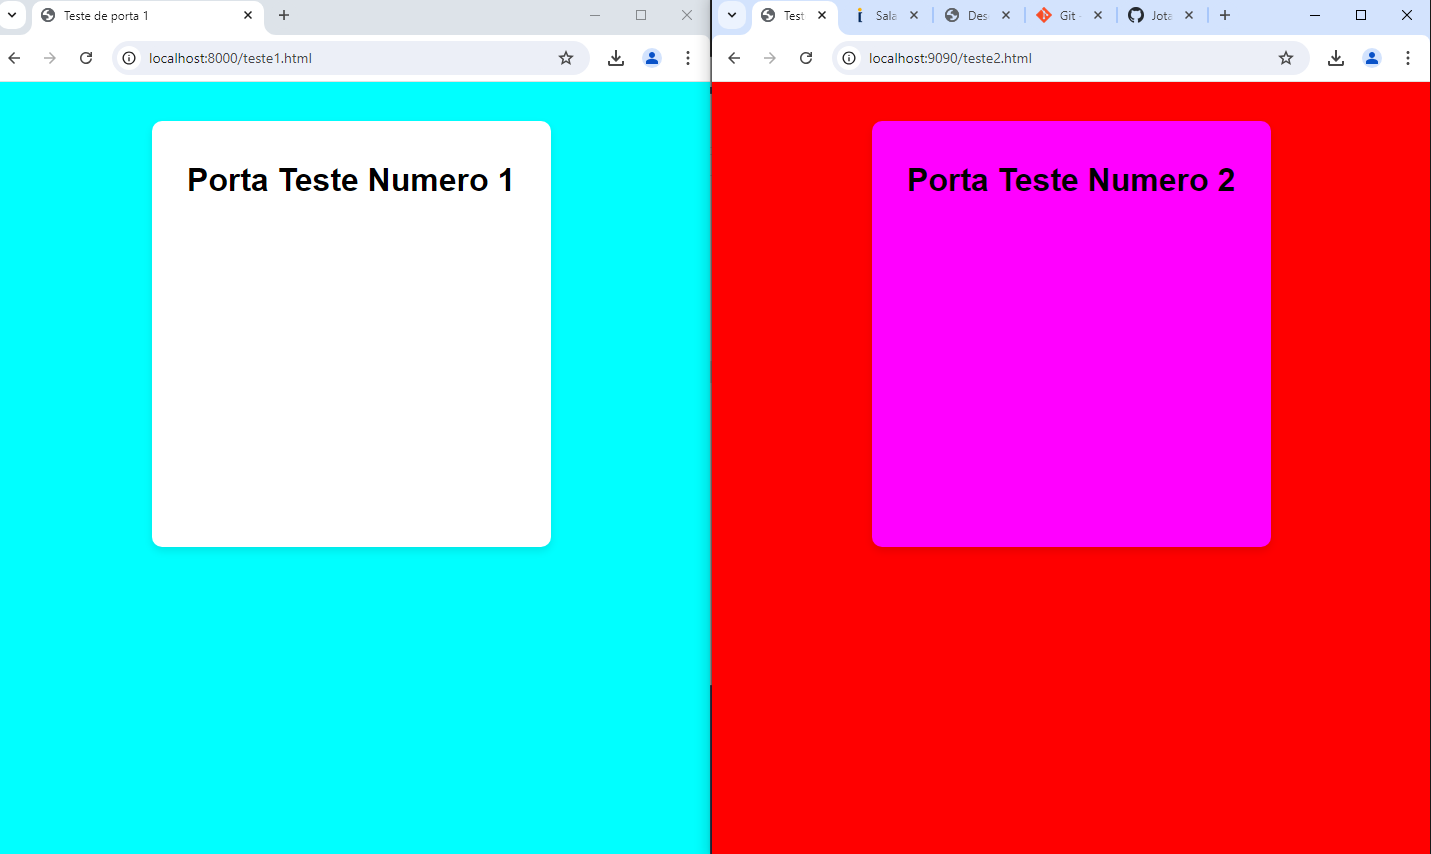 Teste de porta 1
localhost:8000/teste1.html
Porta Teste Numero 1
Test
Sala
Des
Git -
Jota
localhost:9090/teste2.html
Porta Teste Numero 2